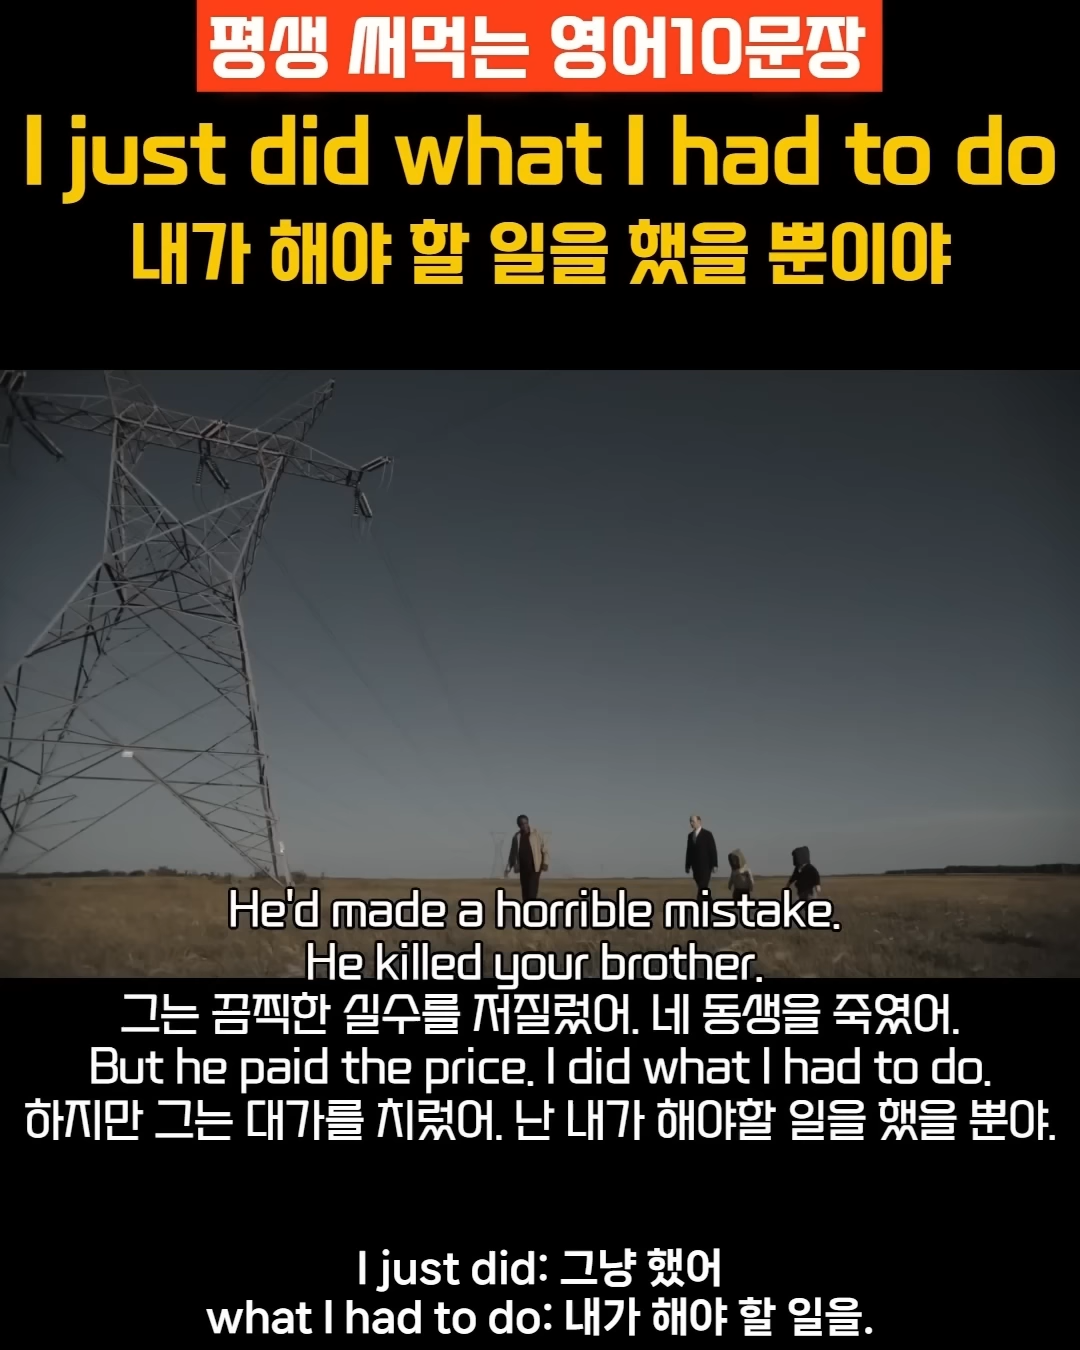 평생 써먹는 영어10문장
I just did what I had to do
내가 해야 할 일을 했을 뿐이야
He'd made a horrible mistake.
He killed your brother.
그는 끔찍한 실수를 저질렀어. 네 동생을 죽였어.
But he paid the price. I did what I had to do.
하지만 그는 대가를 치렀어. 난 내가 해야할 일을 했을 뿐야.
I just did: 그냥 했어
what I had to do: 내가 해야 할 일을.